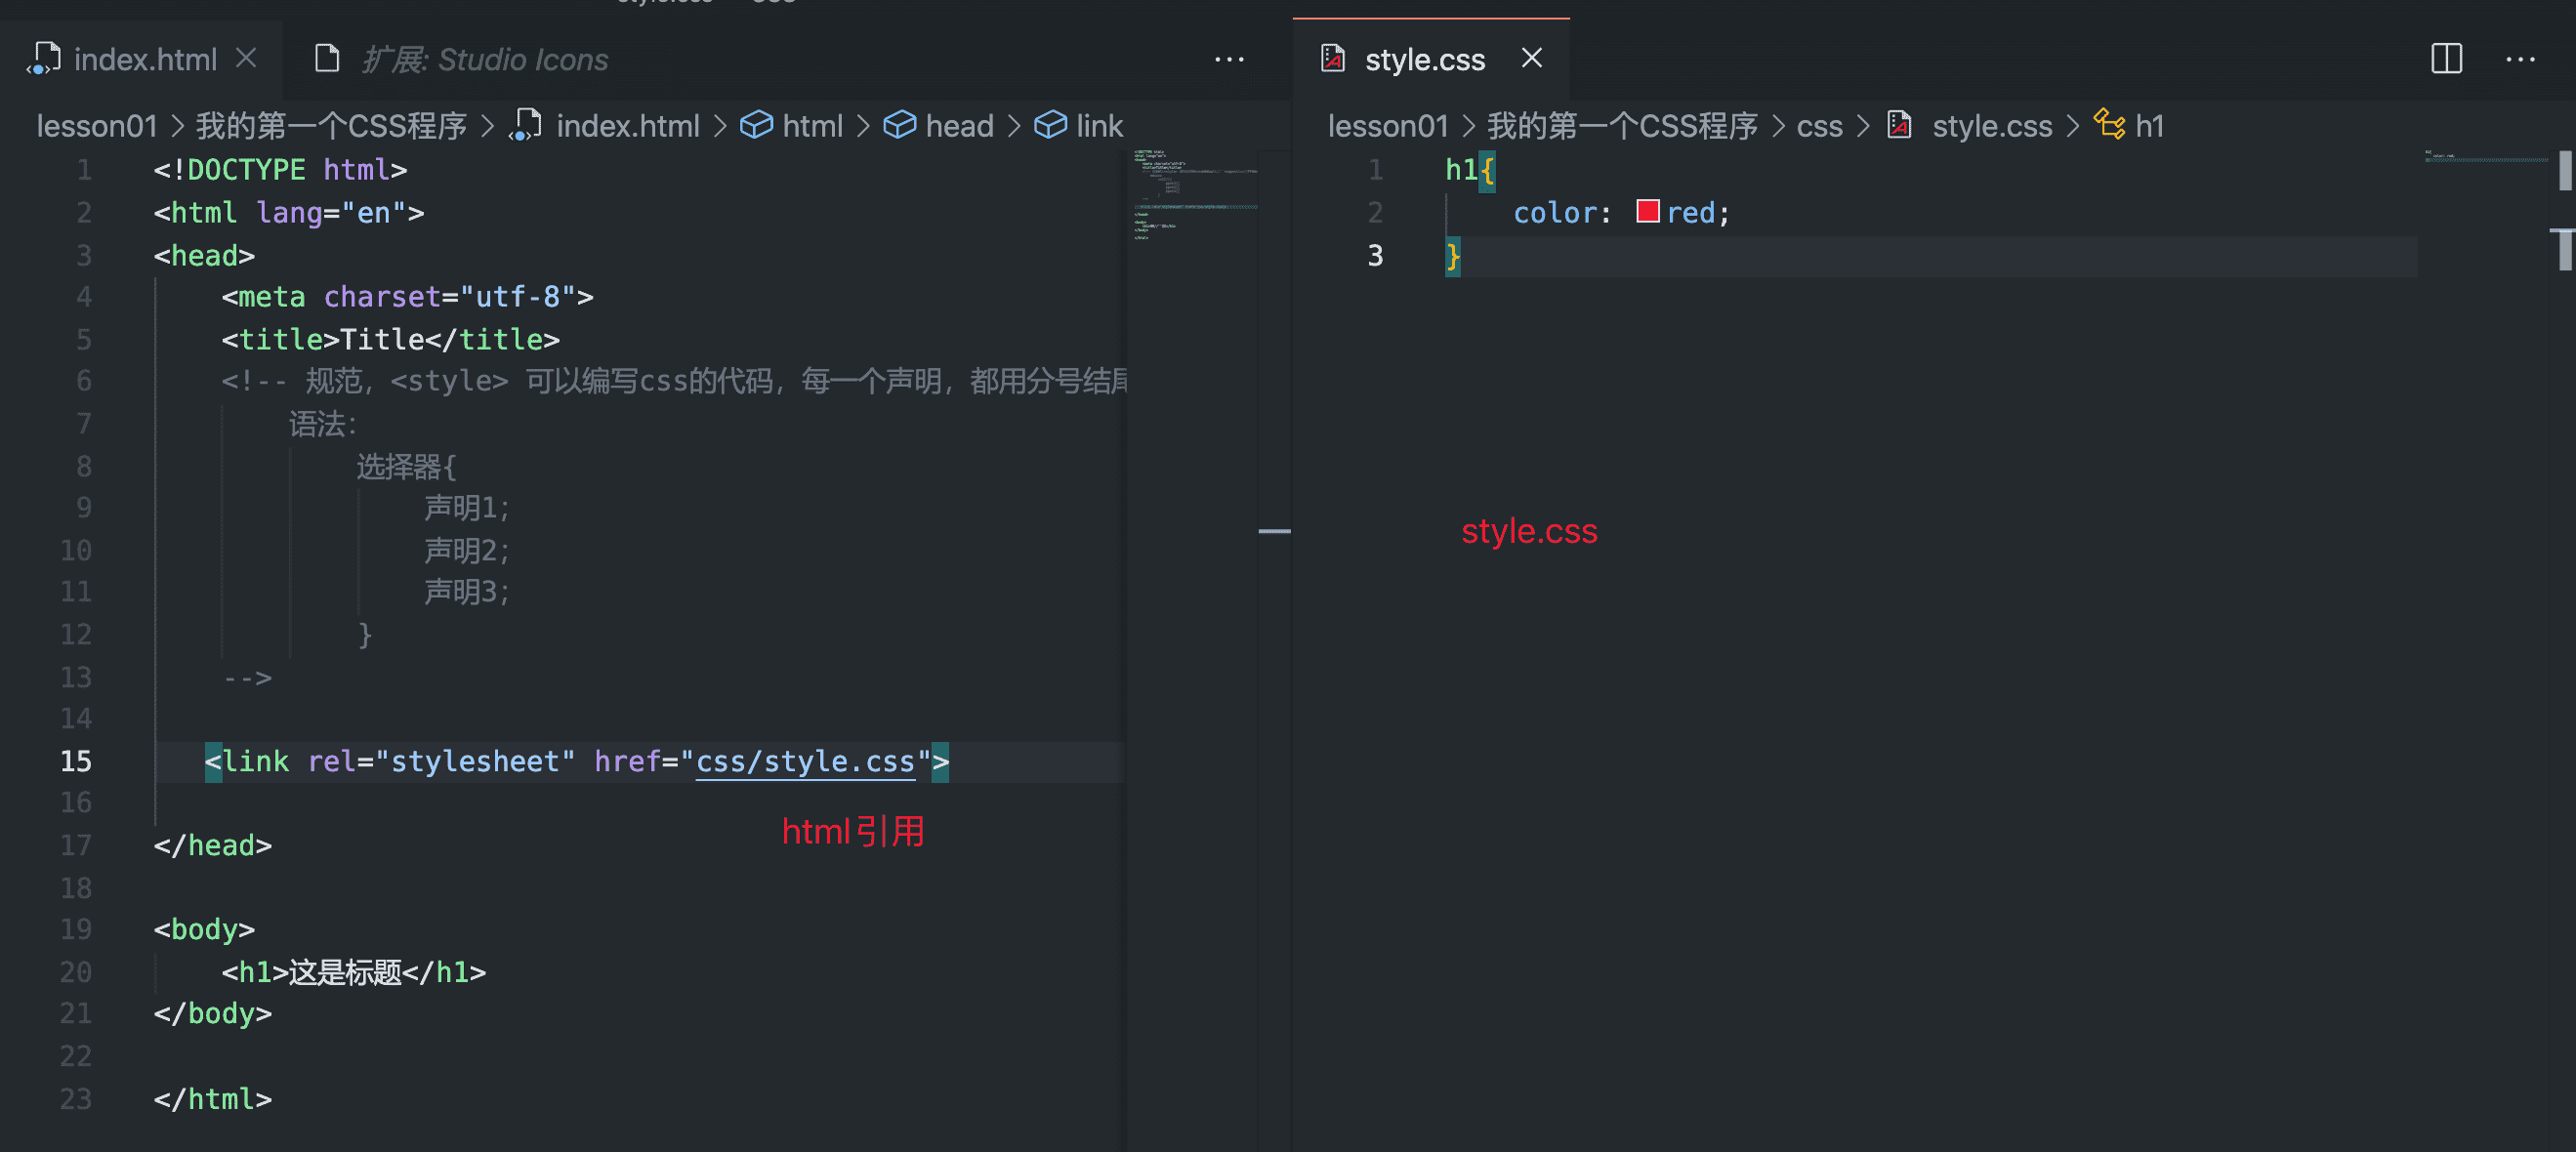 index.html
扩展: Studio Icons
style.css
lesson01 > 我的第一个CSS程序 > index.html > html > head > link
1 <!DOCTYPE html>
2 <html lang="en">
3 <head>
4 <meta charset="utf-8">
5 <title>Title</title>
6 <!-- 规范，<style> 可以编写css的代码，每一个声明，都用分号结尾
7 语法：
8 选择器{
9 声明1;
10 声明2;
11 声明3;
12 }
13 -->
14
15 <link rel="stylesheet" href="css/style.css">
16
html引用
17 </head>
18
19 <body>
20 <h1>这是标题</h1>
21 </body>
22
23 </html>
lesson01 > 我的第一个CSS程序 > css > style.css > h1
1 h1{
2 color: red;
3 }
style.css